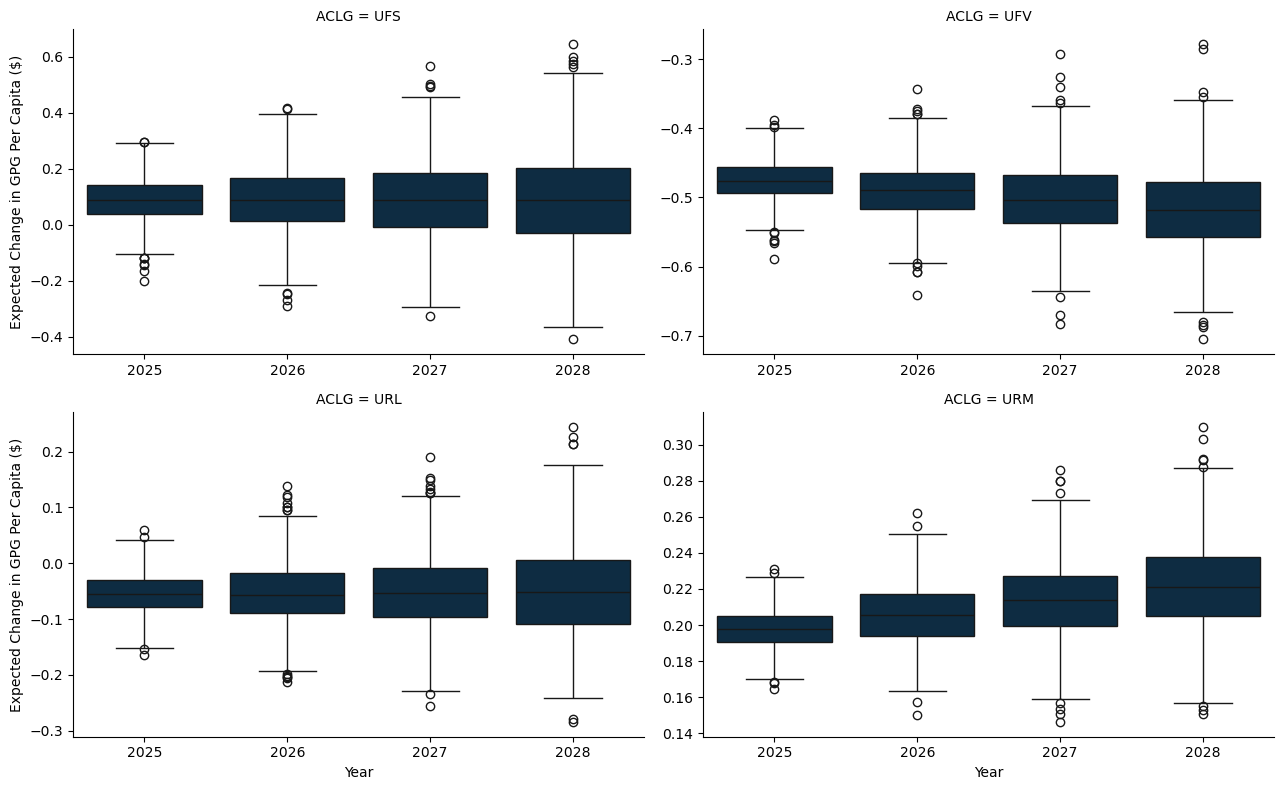 ACLG = UFS
Expected Change in GPG Per Capita ($)
0.6
0.4
0.2
0.0
−0.2
−0.4
2025 2026 2027 2028
ACLG = UFV
−0.3
−0.4
−0.5
−0.6
−0.7
2025 2026 2027 2028
ACLG = URL
Expected Change in GPG Per Capita ($)
0.2
0.1
0.0
−0.1
−0.2
−0.3
2025 2026 2027 2028
Year
ACLG = URM
0.30
0.28
0.26
0.24
0.22
0.20
0.18
0.16
0.14
2025 2026 2027 2028
Year